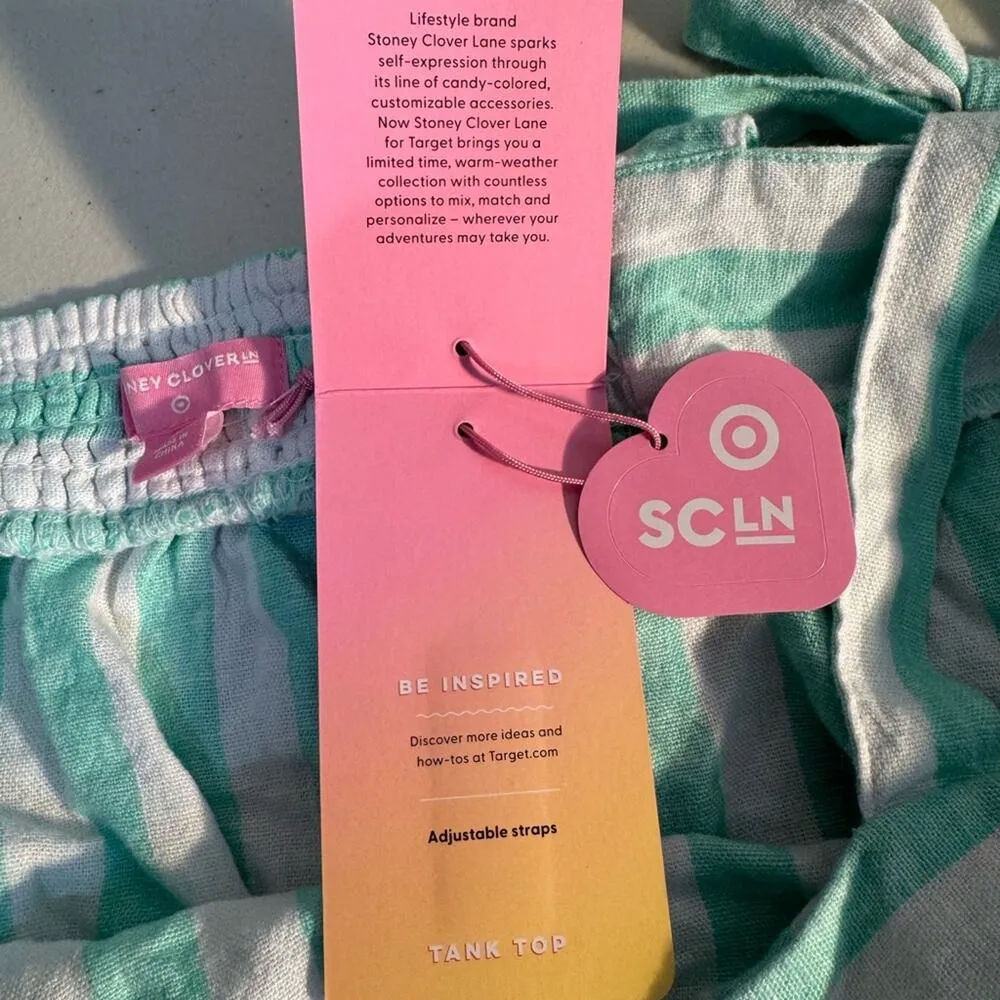 Lifestyle brand
Stoney Clover Lane sparks
self-expression through
its line of candy-colored,
customizable accessories.
Now Stoney Clover Lane
for Target brings you a
limited time, warm-weather
collection with countless
options to mix, match and
personalize – wherever your
adventures may take you.
NEY CLOVER LN
MADE IN
CHINA
SC LN
BE INSPIRED
Discover more ideas and
how-tos at Target.com
Adjustable straps
TANK TOP